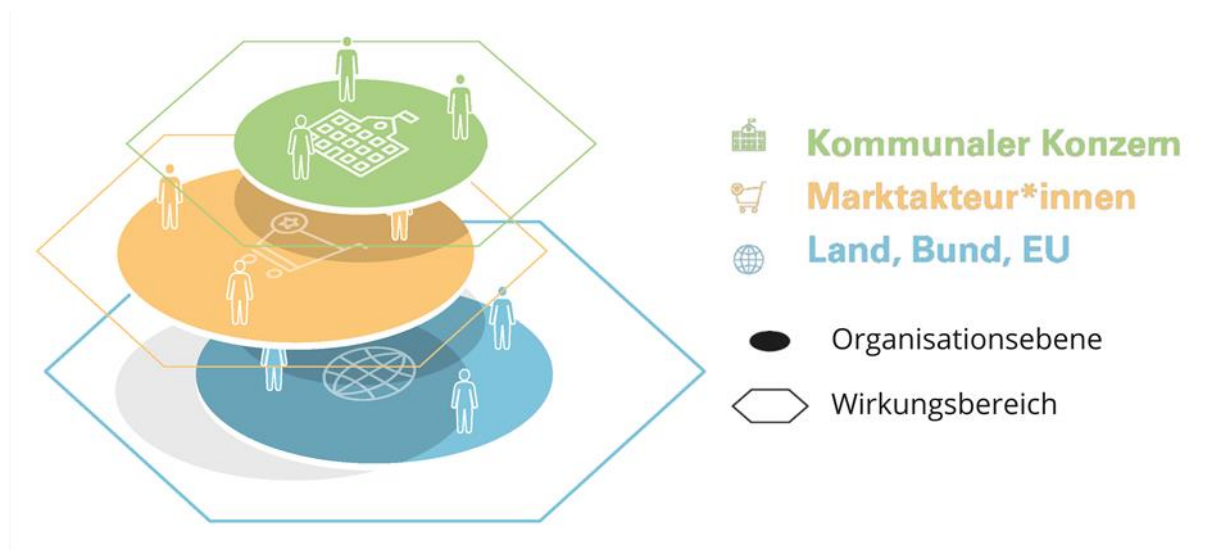 Kommunaler Konzern
Marktakteur*innen
Land, Bund, EU
Organisationsebene
Wirkungsbereich